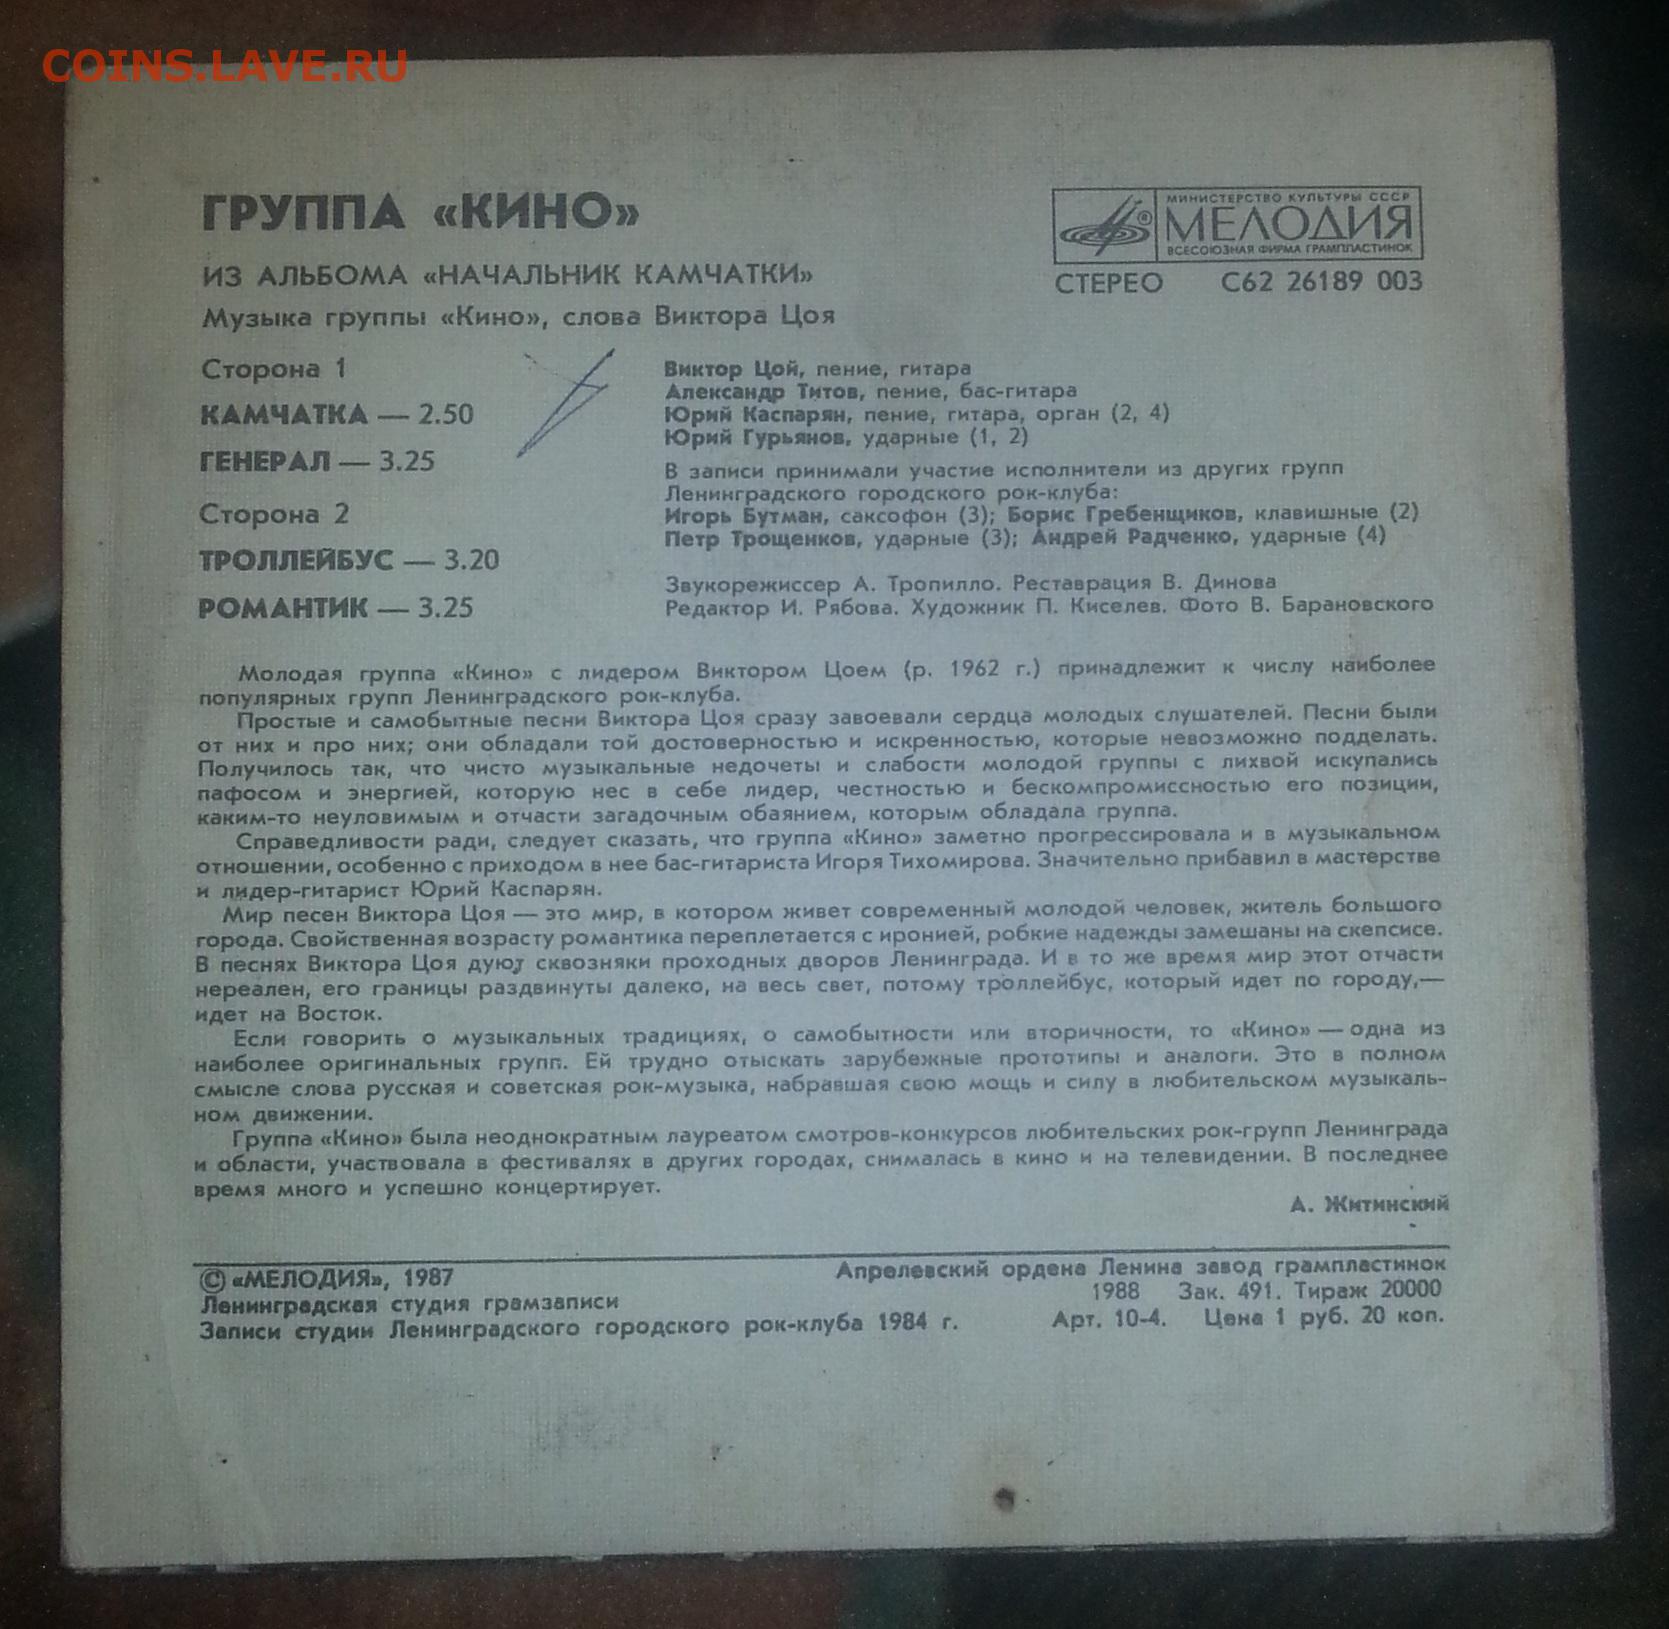 COINS.LAVE.RU
ГРУППА «КИНО»
ИЗ АЛЬБОМА «НАЧАЛЬНИК КАМЧАТКИ»
Музыка группы «Кино», слова Виктора Цоя
МИНИСТЕРСТВО КУЛЬТУРЫ СССР
МЕЛОДИЯ
ВСЕСОЮЗНАЯ ФИРМА ГРАМПЛАСТИНОК
СТЕРЕО С62 26189 003
Сторона 1
КАМЧАТКА — 2.50
ГЕНЕРАЛ — 3.25
Сторона 2
ТРОЛЛЕЙБУС — 3.20
РОМАНТИК — 3.25
Виктор Цой, пение, гитара
Александр Титов, пение, бас-гитара
Юрий Каспарян, пение, гитара, орган (2, 4)
Юрий Гурьянов, ударные (1, 2)
В записи принимали участие исполнители из других групп
Ленинградского городского рок-клуба:
Игорь Бутман, саксофон (3); Борис Гребенщиков, клавишные (2)
Петр Трощенков, ударные (3); Андрей Радченко, ударные (4)
Звукорежиссер А. Тропилло. Реставрация В. Динова
Редактор И. Рябова. Художник П. Киселев. Фото В. Барановского
Молодая группа «Кино» с лидером Виктором Цоем (р. 1962 г.) принадлежит к числу наиболее
популярных групп Ленинградского рок-клуба.
Простые и самобытные песни Виктора Цоя сразу завоевали сердца молодых слушателей. Песни были
от них и про них; они обладали той достоверностью и искренностью, которые невозможно подделать.
Получилось так, что чисто музыкальные недочеты и слабости молодой группы с лихвой искупались
пафосом и энергией, которую нес в себе лидер, честностью и бескомпромиссностью его позиции,
каким-то неуловимым и отчасти загадочным обаянием, которым обладала группа.
Справедливости ради, следует сказать, что группа «Кино» заметно прогрессировала и в музыкальном
отношении, особенно с приходом в нее бас-гитариста Игоря Тихомирова. Значительно прибавил в мастерстве
и лидер-гитарист Юрий Каспарян.
Мир песен Виктора Цоя — это мир, в котором живет современный молодой человек, житель большого
города. Свойственная возрасту романтика переплетается с иронией, робкие надежды замешаны на скепсисе.
В песнях Виктора Цоя дуют сквозняки проходных дворов Ленинграда. И в то же время мир этот отчасти
нереален, его границы раздвинуты далеко, на весь свет, потому троллейбус, который идет по городу,—
идет на Восток.
Если говорить о музыкальных традициях, о самобытности или вторичности, то «Кино» — одна из
наиболее оригинальных групп. Ей трудно отыскать зарубежные прототипы и аналоги. Это в полном
смысле слова русская и советская рок-музыка, набравшая свою мощь и силу в любительском музыкаль-
ном движении.
Группа «Кино» была неоднократным лауреатом смотров-конкурсов любительских рок-групп Ленинграда
и области, участвовала в фестивалях в других городах, снималась в кино и на телевидении. В последнее
время много и успешно концертирует.
А. Житинский
© «МЕЛОДИЯ», 1987
Ленинградская студия грамзаписи
Записи студии Ленинградского городского рок-клуба 1984 г.
Апрелевский ордена Ленина завод грампластинок
1988 Зак. 491. Тираж 20000
Арт. 10-4. Цена 1 руб. 20 коп.